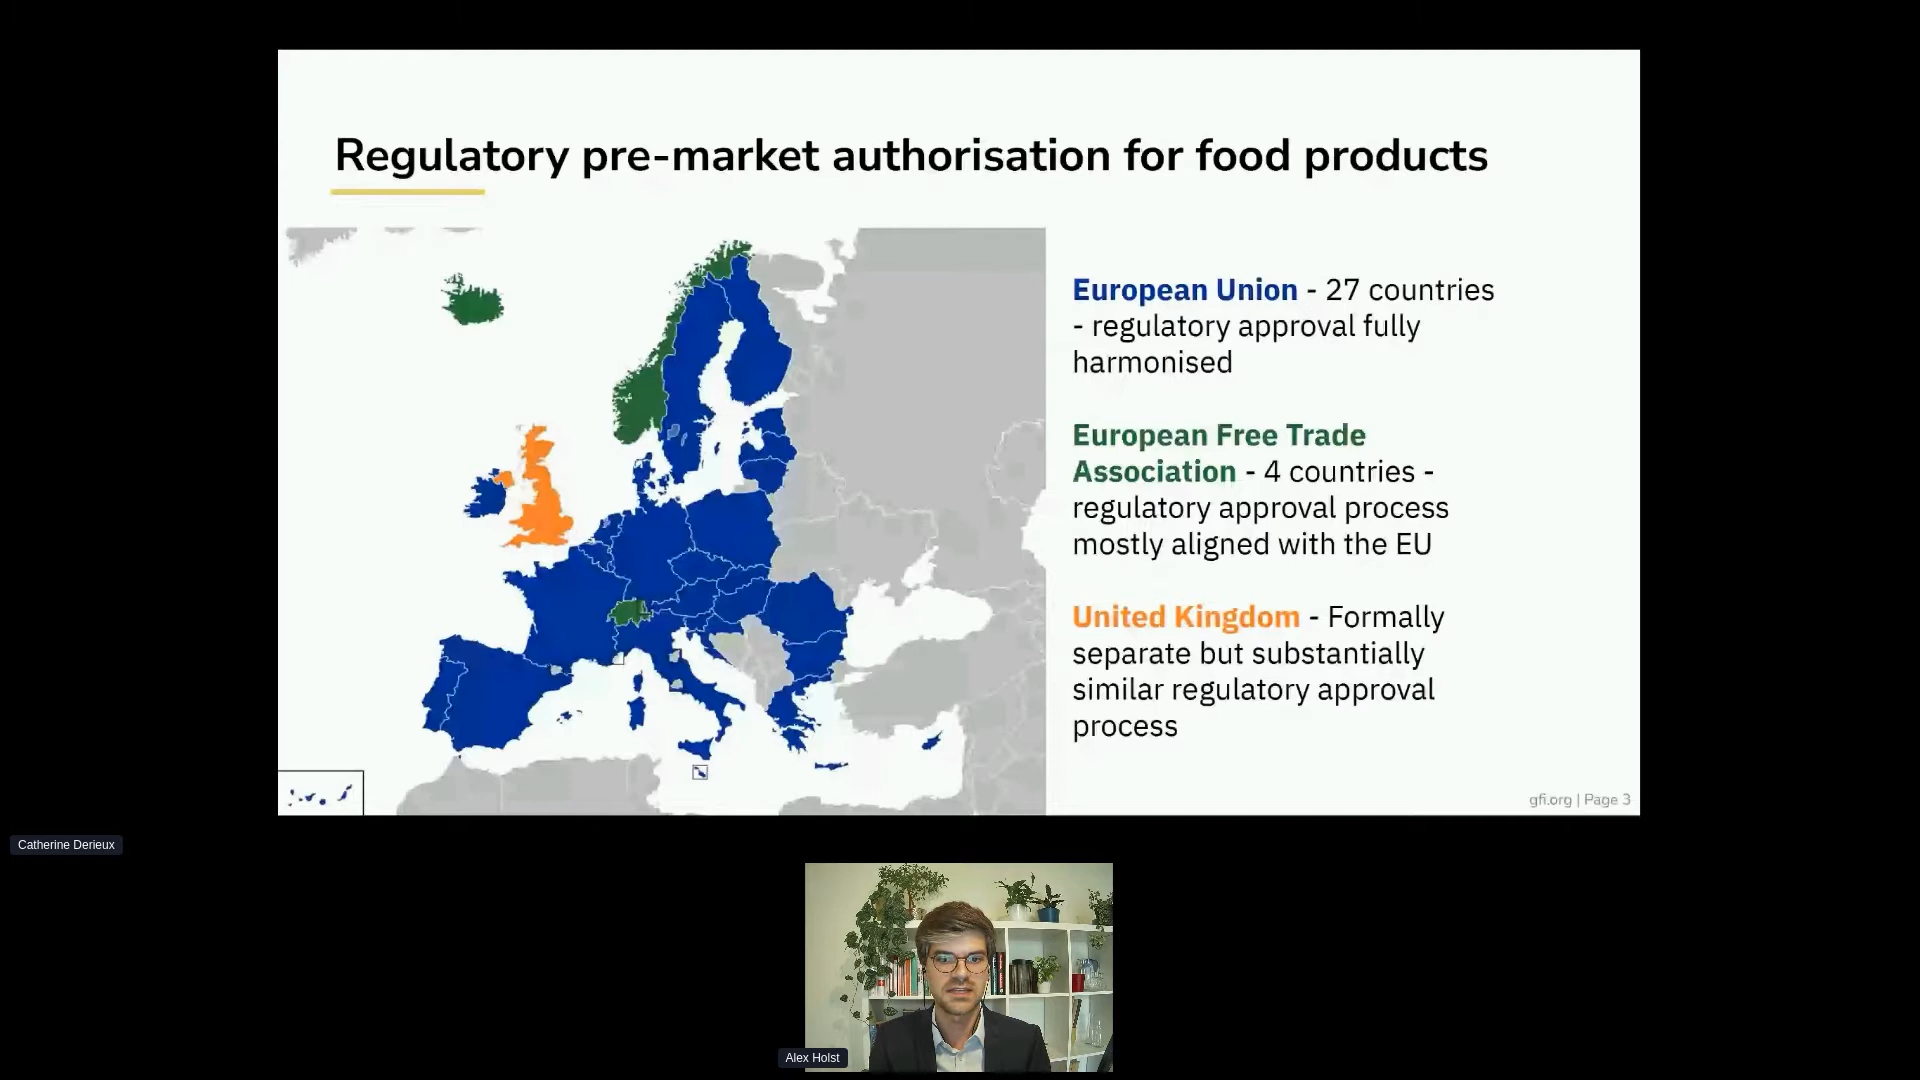 Regulatory pre-market authorisation for food products
European Union - 27 countries
- regulatory approval fully
harmonised
European Free Trade
Association - 4 countries -
regulatory approval process
mostly aligned with the EU
United Kingdom - Formally
separate but substantially
similar regulatory approval
process
gfi.org | Page 3
Catherine Derieux
Alex Holst